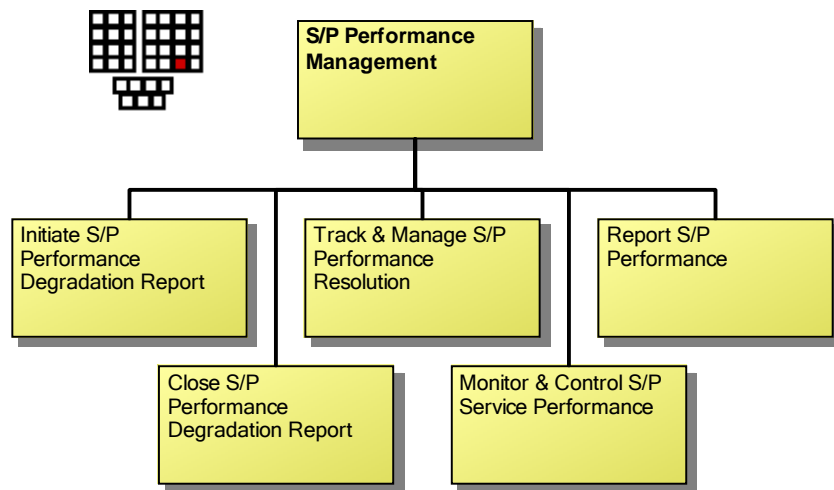 S/P Performance
Management
Initiate S/P
Performance
Degradation Report
Track & Manage S/P
Performance
Resolution
Report S/P
Performance
Close S/P
Performance
Degradation Report
Monitor & Control S/P
Service Performance